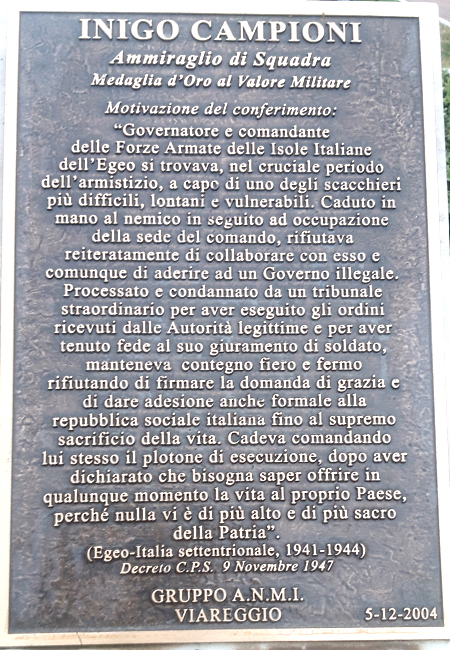 INIGO CAMPIONI
Ammiraglio di Squadra
Medaglia d'Oro al Valore Militare
Motivazione del conferimento:
"Governatore e comandante
delle Forze Armate delle Isole Italiane
dell'Egeo si trovava, nel cruciale periodo
dell'armistizio, a capo di uno degli scacchieri
più difficili, lontani e vulnerabili. Caduto in
mano al nemico in seguito ad occupazione
della sede del comando, rifiutava
reiteratamente di collaborare con esso e
comunque di aderire ad un Governo illegale.
Processato e condannato da un tribunale
straordinario per aver eseguito gli ordini
ricevuti dalle Autorità legittime e per aver
tenuto fede al suo giuramento di soldato,
manteneva contegno fiero e fermo
rifiutando di firmare la domanda di grazia e
di dare adesione anche formale alla
repubblica sociale italiana fino al supremo
sacrificio della vita. Cadeva comandando
lui stesso il plotone di esecuzione, dopo aver
dichiarato che bisogna saper offrire in
qualunque momento la vita al proprio Paese,
perché nulla vi è di più alto e di più sacro
della Patria".
(Egeo-Italia settentrionale, 1941-1944)
Decreto C.P.S. 9 Novembre 1947
GRUPPO A.N.M.I.
VIAREGGIO
5-12-2004